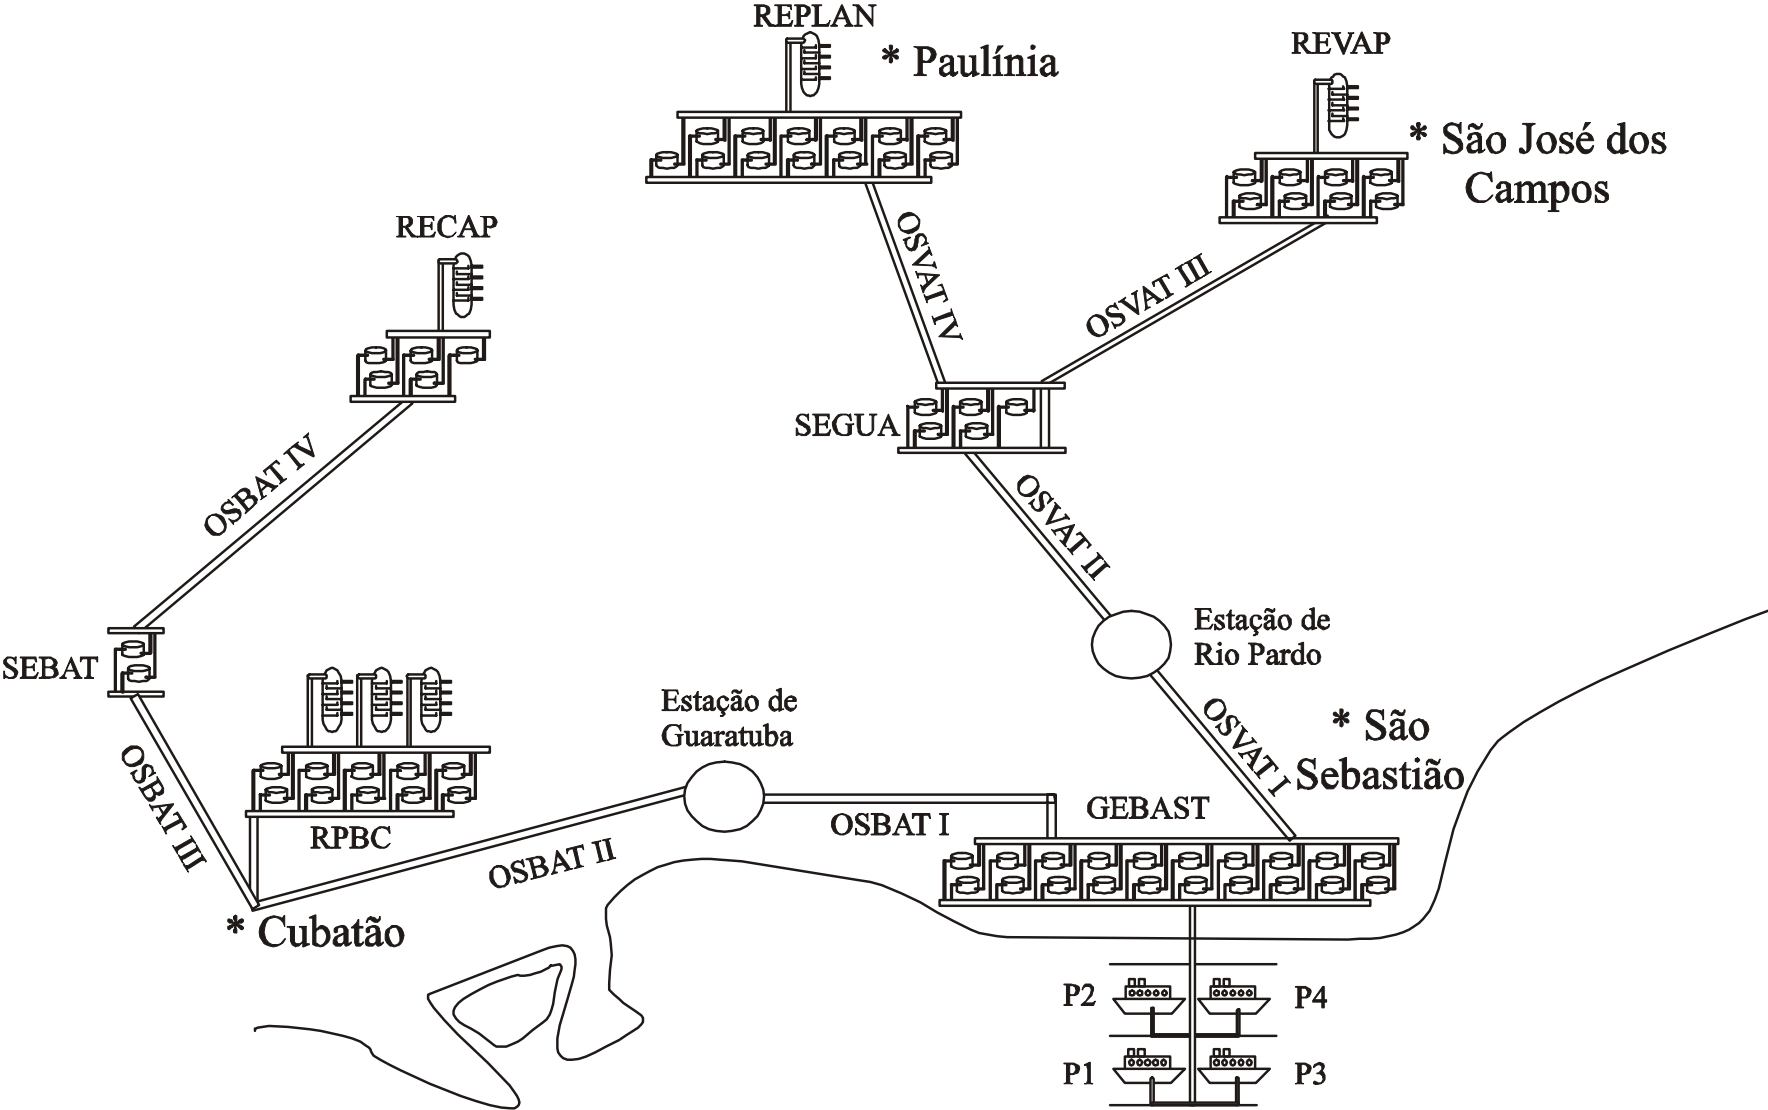 REPLAN
* Paulínia
REVAP
* São José dos
Campos
RECAP
OSVAT IV
OSVAT III
SEGUA
OSBAT IV
OSVAT II
Estação de
Rio Pardo
SEBAT
Estação de
Guaratuba
OSVAT I
* São
Sebastião
OSBAT III
RPBC
OSBAT I
GEBAST
OSBAT II
* Cubatão
P2
P4
P1
P3